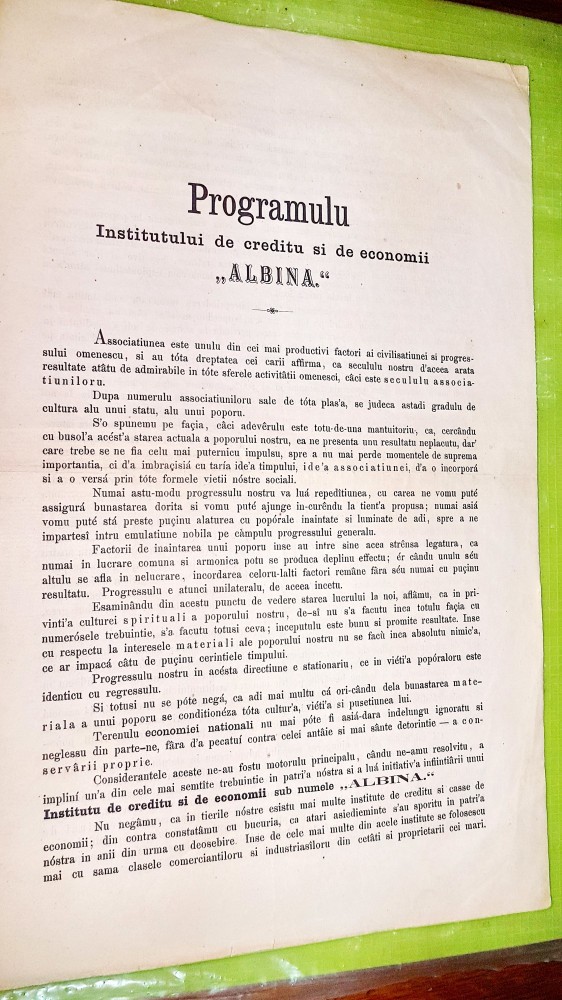 Programulu
Institutului de creditu si de economii
„ALBINA.“
Associatiunea este unulu din cei mai productivi factori ai civilisatiunei si progres-
sului omenescu, si au tóta dreptatea cei carii affirma, ca seculului nostru d'aceea arata
resultate atâtu de admirabile in tóte sferele activitâtii omenesci, câci este seculului associa-
tiuniloru.
Dupa numerulu associatiuniloru sale de tóta plas'a, se judeca astadi gradulu de
cultura alu unui statu, alu unui poporu.
S'o spunemu pe façia, câci adevêrulu este totu-de-una mantuitoriu, ca, cercându
cu busol'a acést'a starea actuala a poporului nostru, ea ne presenta unu resultatu neplacutu, dar'
care trebe se ne fia celu mai puternicu impulsu, spre a nu mai perde momentele de suprema
importantia, ci d'a imbraçisiá cu taría ide'a timpului, ide'a associatiunei, d'a o incorporá
si a o versá prin tóte formele vietii nóstre sociali.
Numai astu-modu progressulu nostru va luá repeditiunea, cu carea ne vomu puté
assigurá bunastarea dorita si vomu puté ajunge in-curêndu la tient'a propusa; numai asiá
vomu puté stá preste puçinu alaturea cu popórale inaintate si luminate de adi, spre a ne
impartesî intru emulatiune nobila pe câmpulu progressului generalu.
Factorii de inaintarea unui poporu inse au intre sine acea strênsa legatura, ca
numai in lucrare comuna si armonica potu se produca deplinu effectu; ér cându unulu séu
altulu se afla in nelucrare, incordarea celoru-lalti factori remâne fâra séu numai cu puçinu
resultatu. Progressulu e atunci unilateralu, de aceea incetu.
Esaminându din acestu punctu de vedere starea lucrului la noi, aflâmu, ca in pri-
vinti'a culturei spirituali a poporului nostru, de-si nu s'a facutu inca totulu façia cu
numerósele trebuintie, s'a facutu totusi ceva; inceputulu este bunu si promite resultate. Inse
cu respectu la interesele materiali ale poporului nostru nu se facù inca absolutu nimic'a,
ce ar impacá câtu de puçinu cerintiele timpului.
Progressulu nostru in acésta directiune e stationariu, ce in viéti'a popóraloru este
identicu cu regressulu.
Si totusi nu se póte negá, ca adi mai multu cá ori-cându dela bunastarea mate-
riala a unui poporu se conditionéza tóta cultur'a, viéti'a si pusetiunea lui.
Terenulu economiei nationali nu mai póte fi asiá-dara indelungu ignoratu si
neglessu din parte-ne, fâra d'a pecatuí contra celei antâie si mai sânte detorintie — a con-
servârii proprie.
Considerantele aceste ne-au fostu motorulu principalu, cându ne-amu resolvitu, a
impliní un'a din cele mai semtîte trebuintie in patri'a nóstra si a luá initiativ'a infiintiârii unui
Institutu de creditu si de economii sub numele „ALBINA.“
Nu negâmu, ca in tierile nóstre esistu mai multe institute de creditu si casse de
economii; din contra constatâmu cu bucuria, ca atari asiedieminte s'au sporitu in patri'a
nóstra in anii din urma cu deosebire. Inse de cele mai multe din acele institute se folosescu
mai cu sama clasele comerciantiloru si industriasiloru din cetâti si proprietarii cei mari.